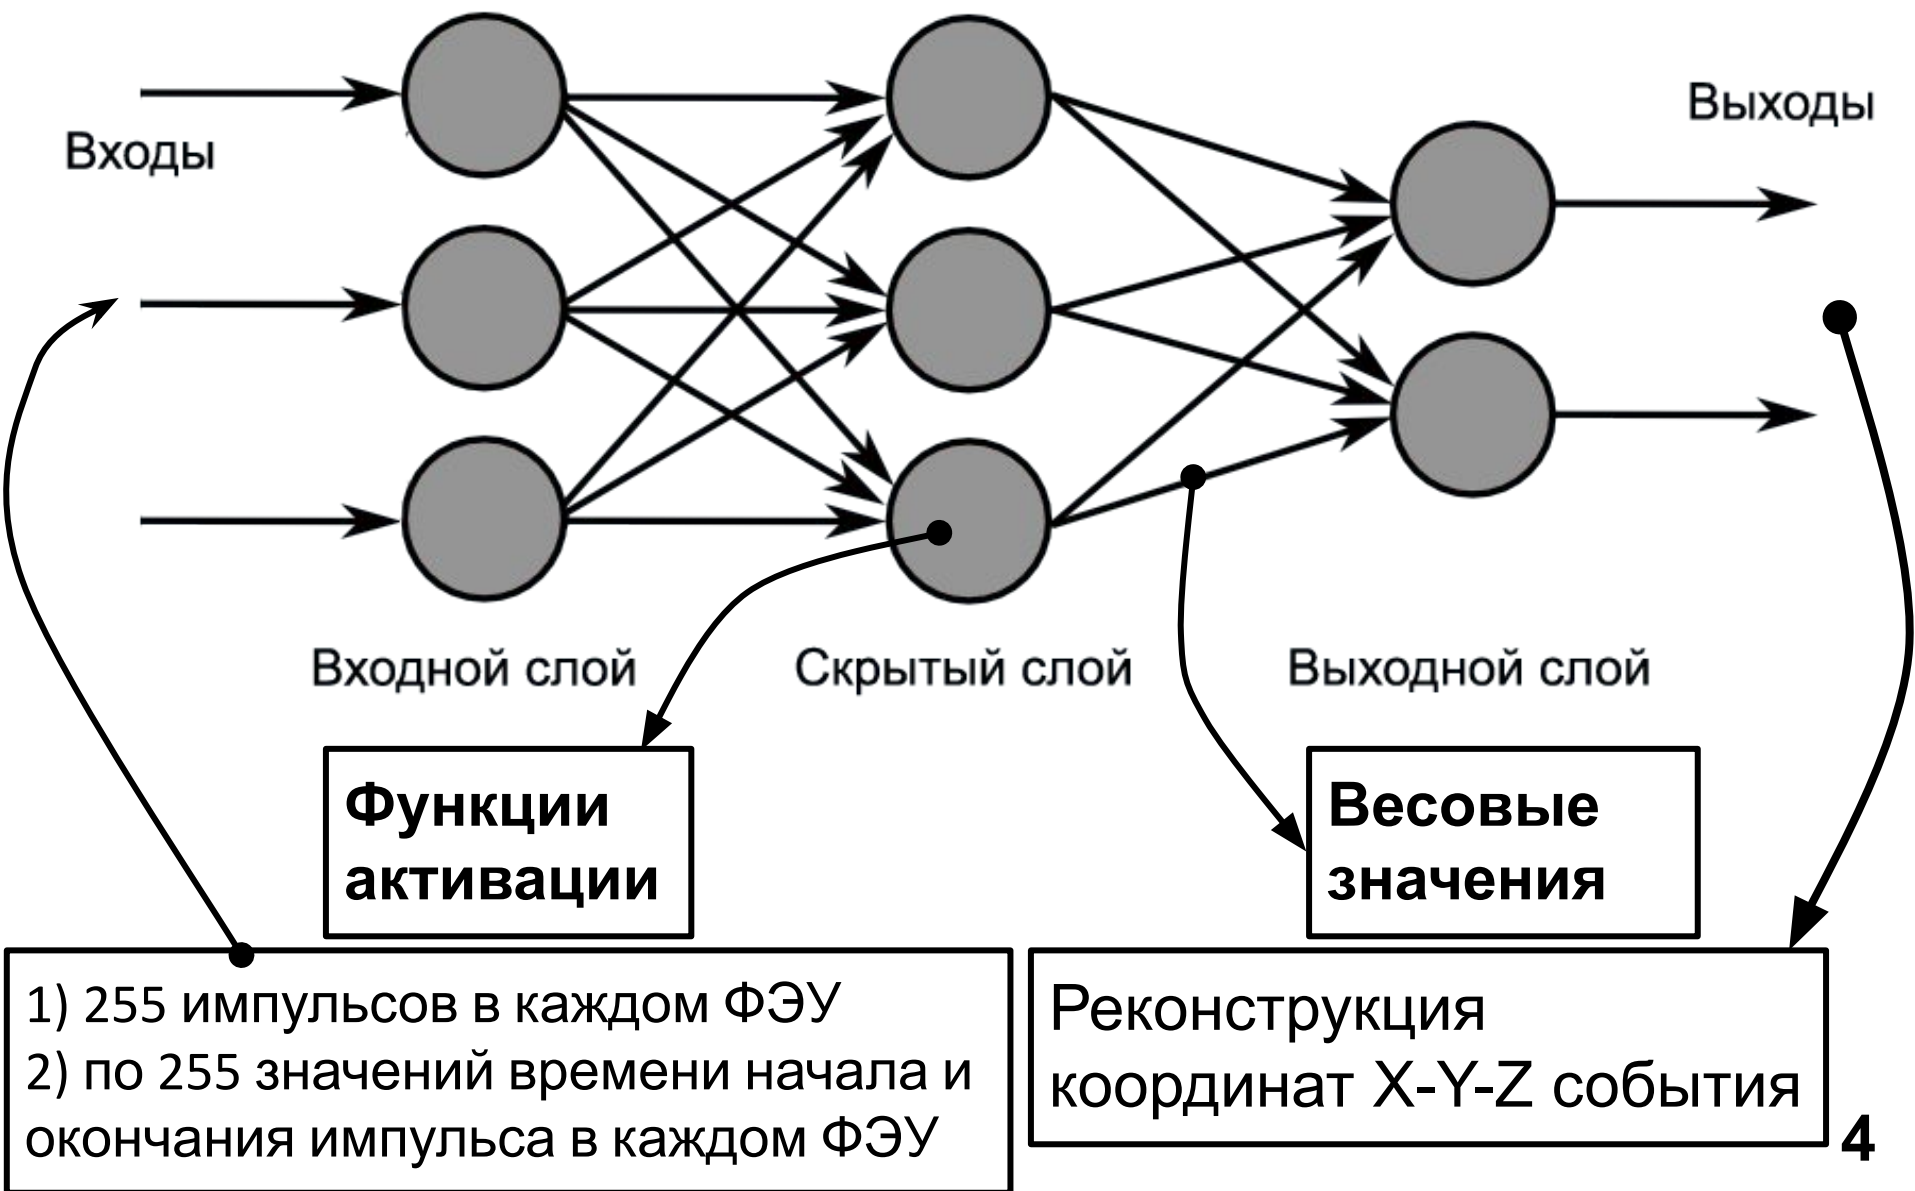 Входы
Выходы
Входной слой
Скрытый слой
Выходной слой
Функции
активации
Весовые
значения
1) 255 импульсов в каждом ФЭУ
2) по 255 значений времени начала и
окончания импульса в каждом ФЭУ
Реконструкция
координат X-Y-Z события
4